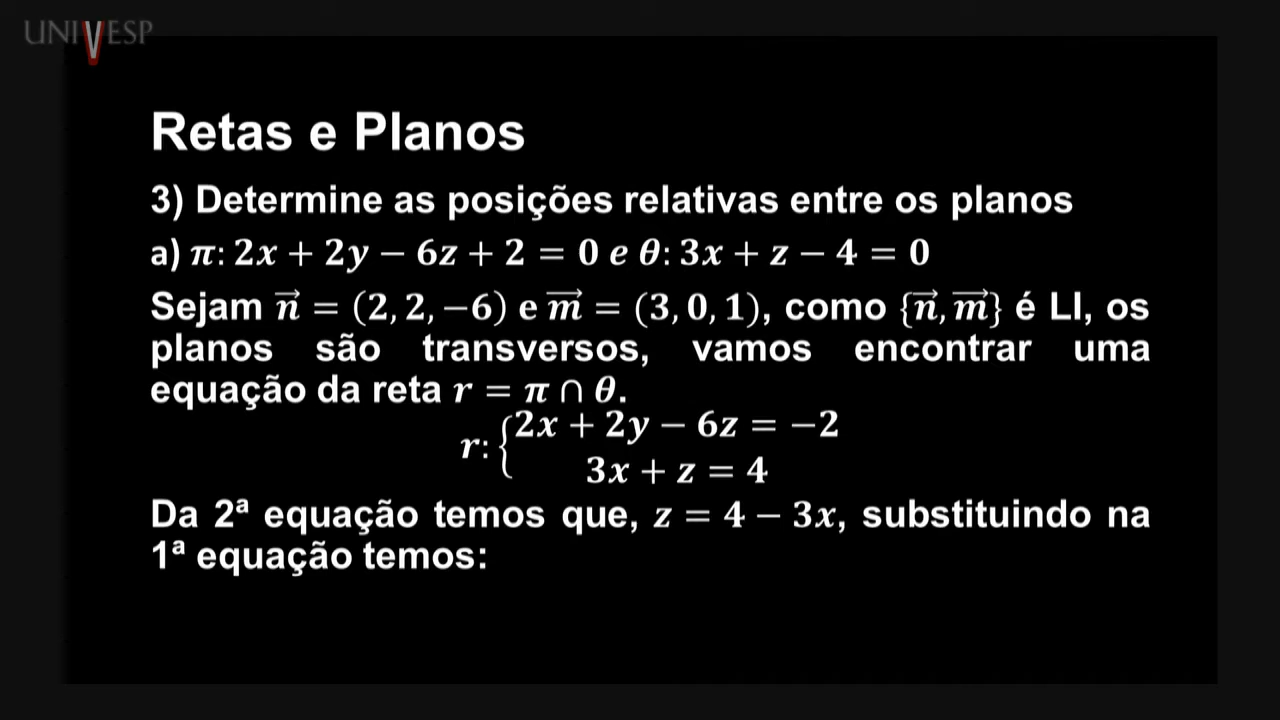 UNIVESP
Retas e Planos
3) Determine as posições relativas entre os planos
a) π: 2x + 2y − 6z + 2 = 0 e θ: 3x + z − 4 = 0
Sejam n⃗ = (2, 2, −6) e m⃗ = (3, 0, 1), como {n⃗, m⃗} é LI, os
planos são transversos, vamos encontrar uma
equação da reta r = π ∩ θ.
r: {2x + 2y − 6z = −2
3x + z = 4
Da 2ª equação temos que, z = 4 − 3x, substituindo na
1ª equação temos: